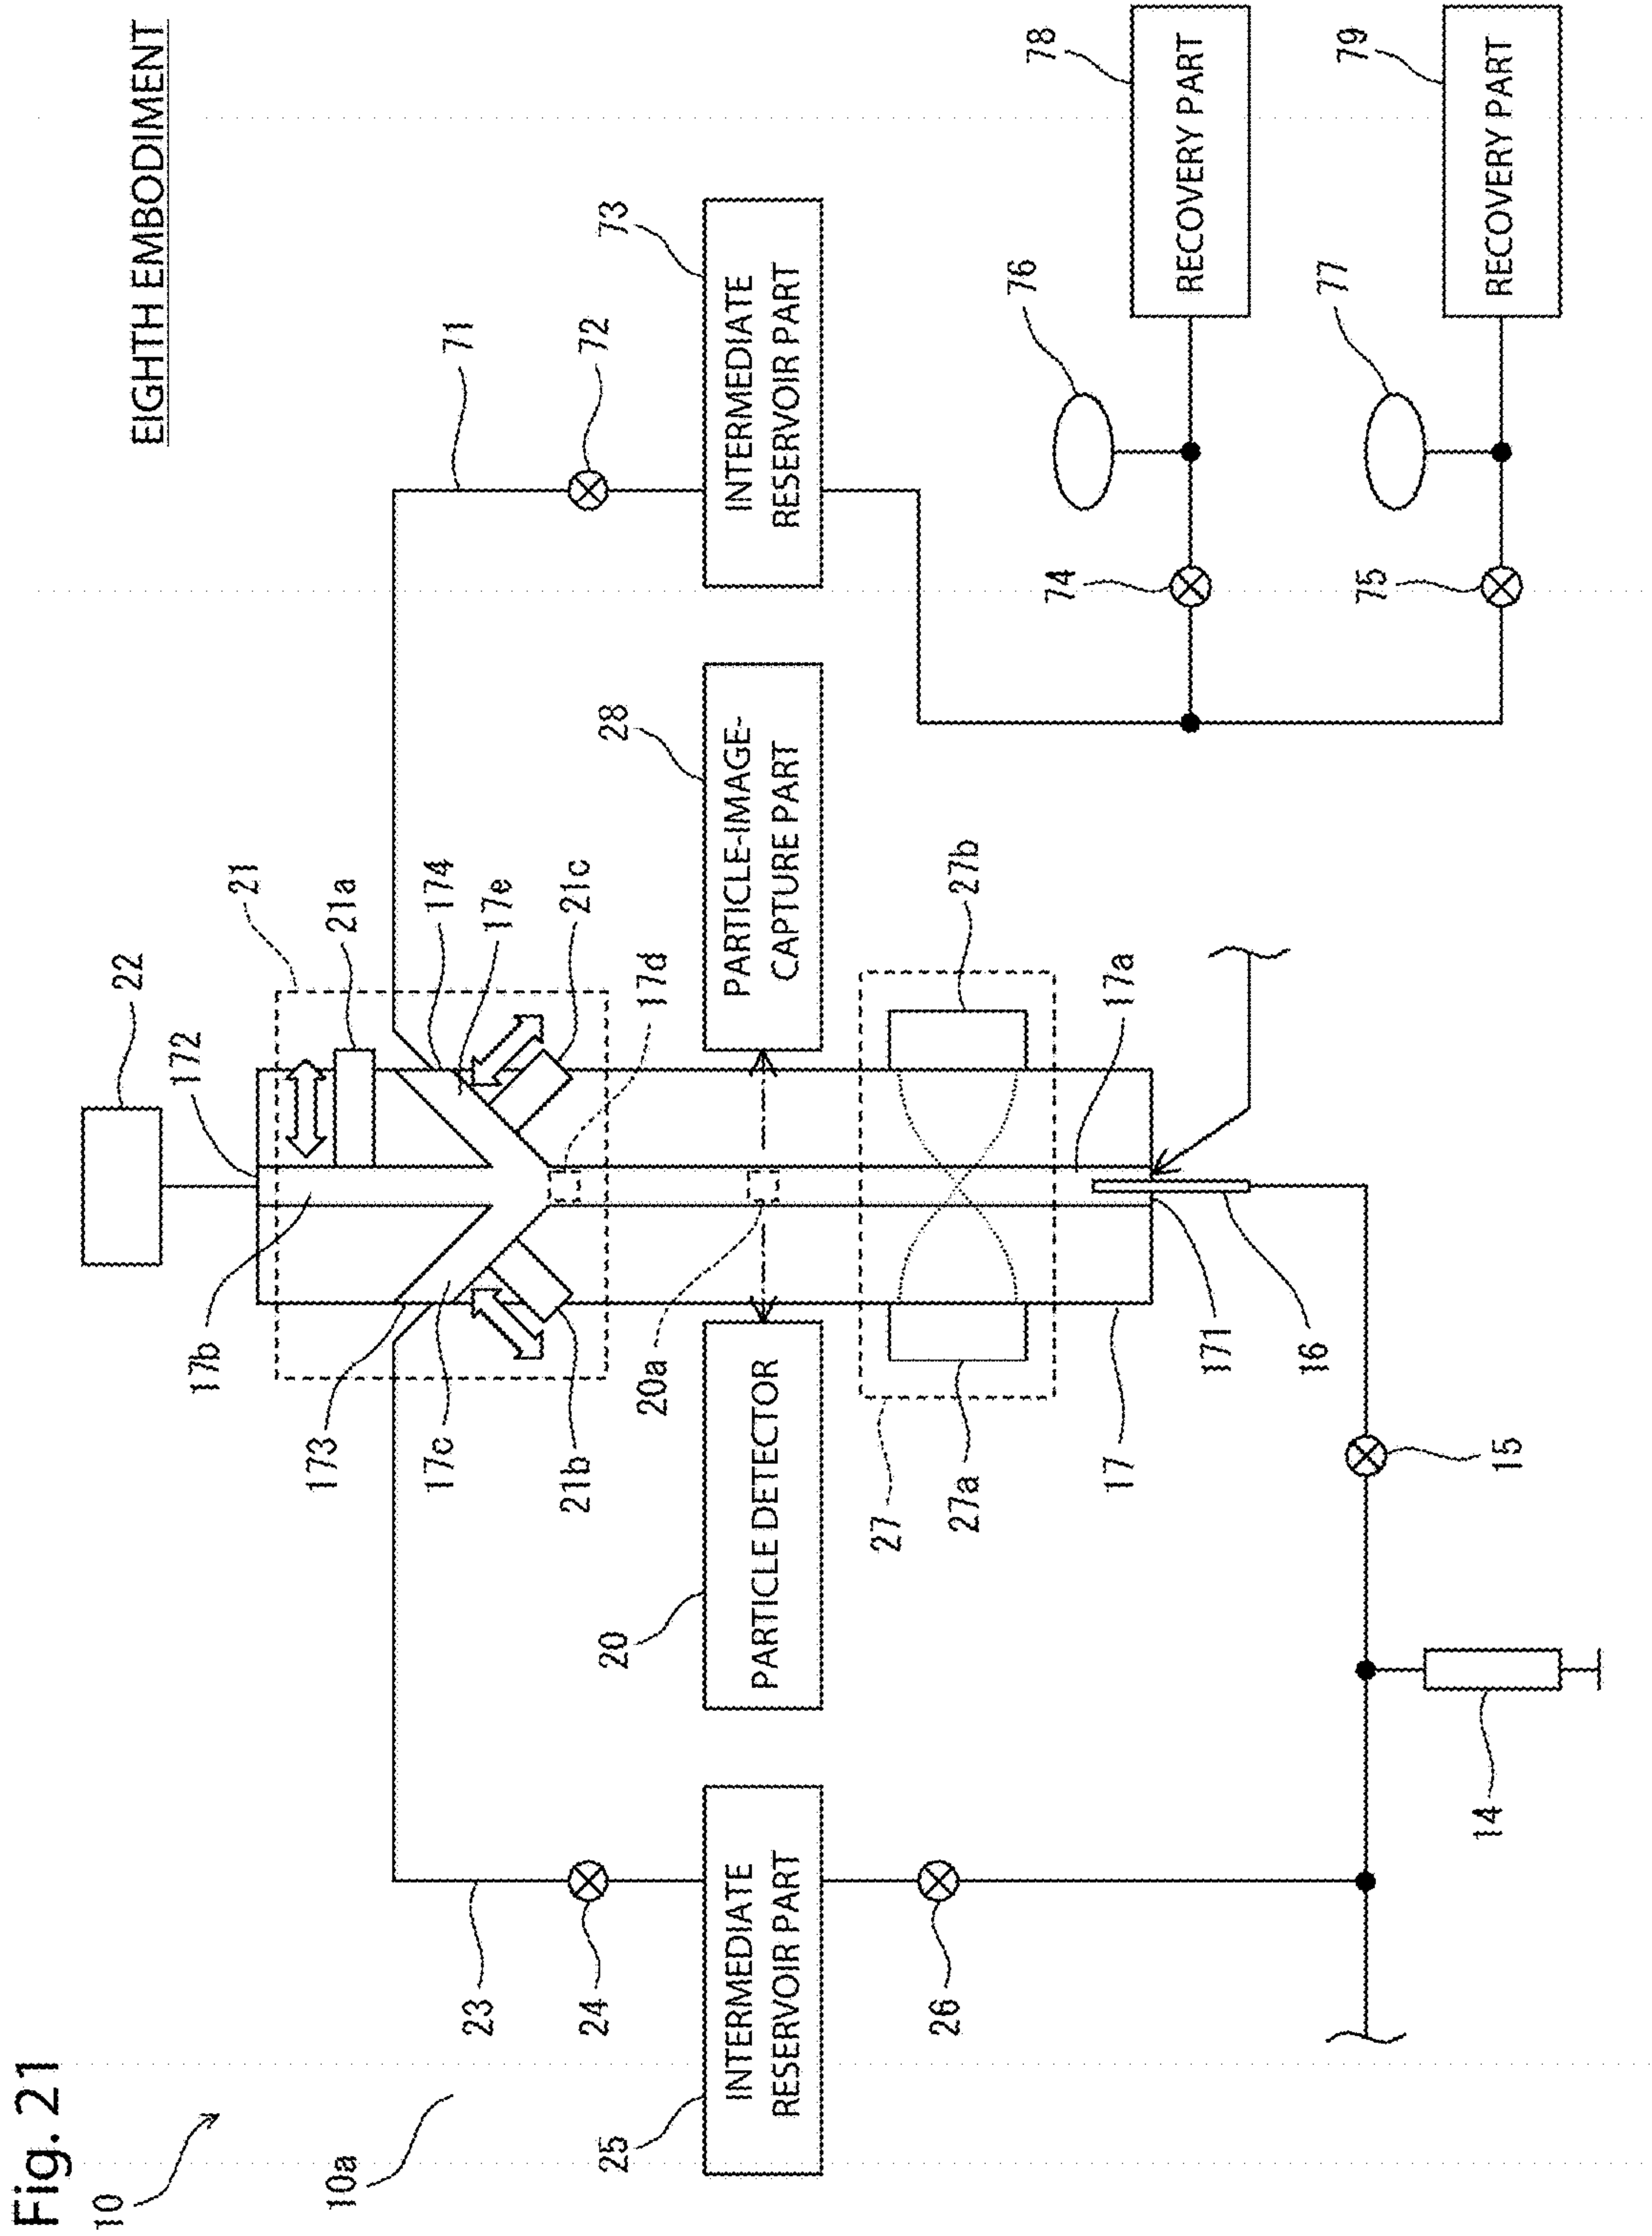 Fig. 21
EIGHTH EMBODIMENT
10
10a
22
172
21
21a
17b
173
174
17e
17c
21c
21b
17d
71
23
72
24
73
INTERMEDIATE
RESERVOIR PART
28
PARTICLE-IMAGE-
CAPTURE PART
20a
20
PARTICLE DETECTOR
25
INTERMEDIATE
RESERVOIR PART
27b
27
27a
26
17a
17
171
16
15
14
76
74
78
RECOVERY PART
77
75
79
RECOVERY PART